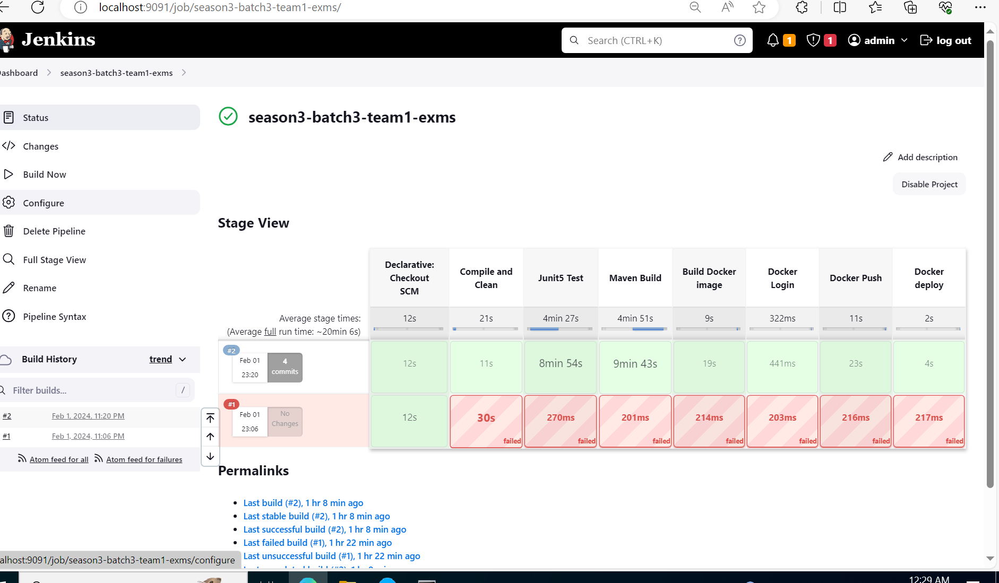 localhost:9091/job/season3-batch3-team1-exms/
Jenkins
Search (CTRL+K)
1
1
admin
log out
ashboard
season3-batch3-team1-exms
Status
Changes
Build Now
Configure
Delete Pipeline
Full Stage View
Rename
Pipeline Syntax
Build History
trend
Filter builds...
/
#2 Feb 1, 2024, 11:20 PM
#1 Feb 1, 2024, 11:06 PM
Atom feed for all
Atom feed for failures
season3-batch3-team1-exms
Add description
Disable Project
Stage View
Declarative: Checkout SCM
Compile and Clean
Junit5 Test
Maven Build
Build Docker image
Docker Login
Docker Push
Docker deploy
Average stage times:
(Average full run time: ~20min 6s)
12s 21s 4min 27s 4min 51s 9s 322ms 11s 2s
#2
Feb 01
23:20
4
commits
12s 11s 8min 54s 9min 43s 19s 441ms 23s 4s
#1
Feb 01
23:06
No
Changes
12s 30s 270ms 201ms 214ms 203ms 216ms 217ms
failed failed failed failed failed failed failed
Permalinks
Last build (#2), 1 hr 8 min ago
Last stable build (#2), 1 hr 8 min ago
Last successful build (#2), 1 hr 8 min ago
Last failed build (#1), 1 hr 22 min ago
Last unsuccessful build (#1), 1 hr 22 min ago
alhost:9091/job/season3-batch3-team1-exms/configure
12:29 AM